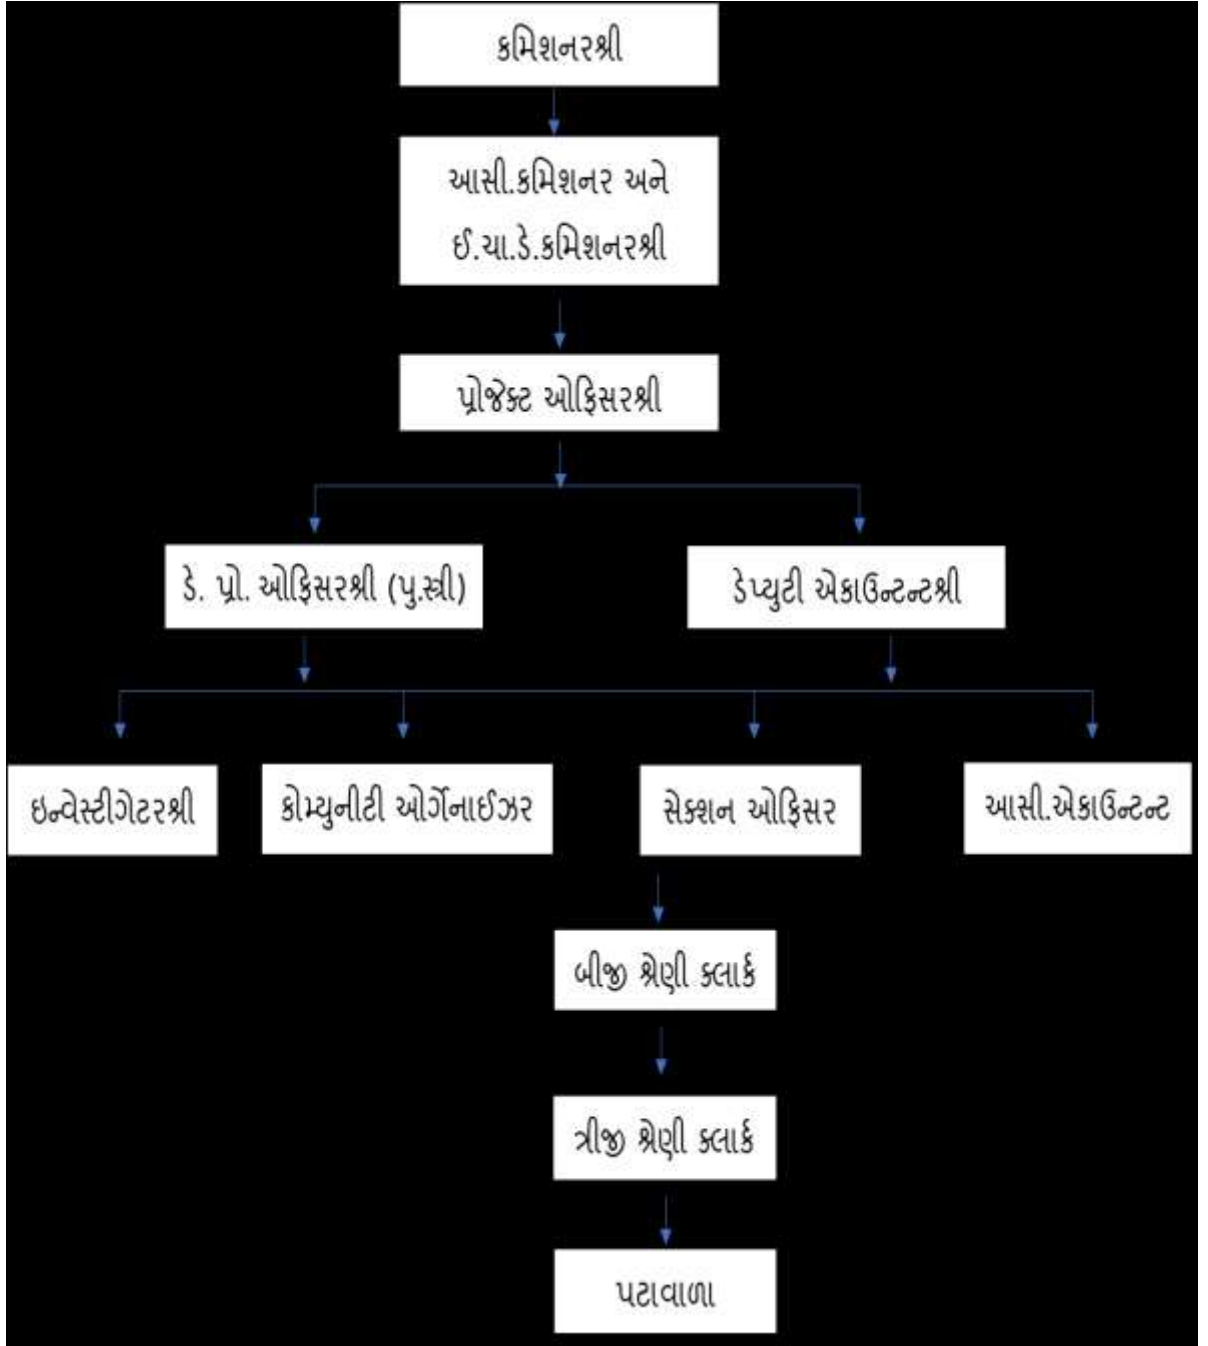 કમિશનરશ્રી
આસી.કમિશનર અને
ઈ.ચા.ડે.કમિશનરશ્રી
પ્રોજેક્ટ ઓફિસરશ્રી
ડે. પ્રો. ઓફિસરશ્રી (પુ.સ્ત્રી)
ડેપ્યુટી એકાઉન્ટન્ટશ્રી
ઇન્વેસ્ટીગેટરશ્રી
કોમ્યુનીટી ઓર્ગેનાઈઝર
સેક્શન ઓફિસર
આસી.એકાઉન્ટન્ટ
બીજી શ્રેણી ક્લાર્ક
ત્રીજી શ્રેણી ક્લાર્ક
પટાવાળા